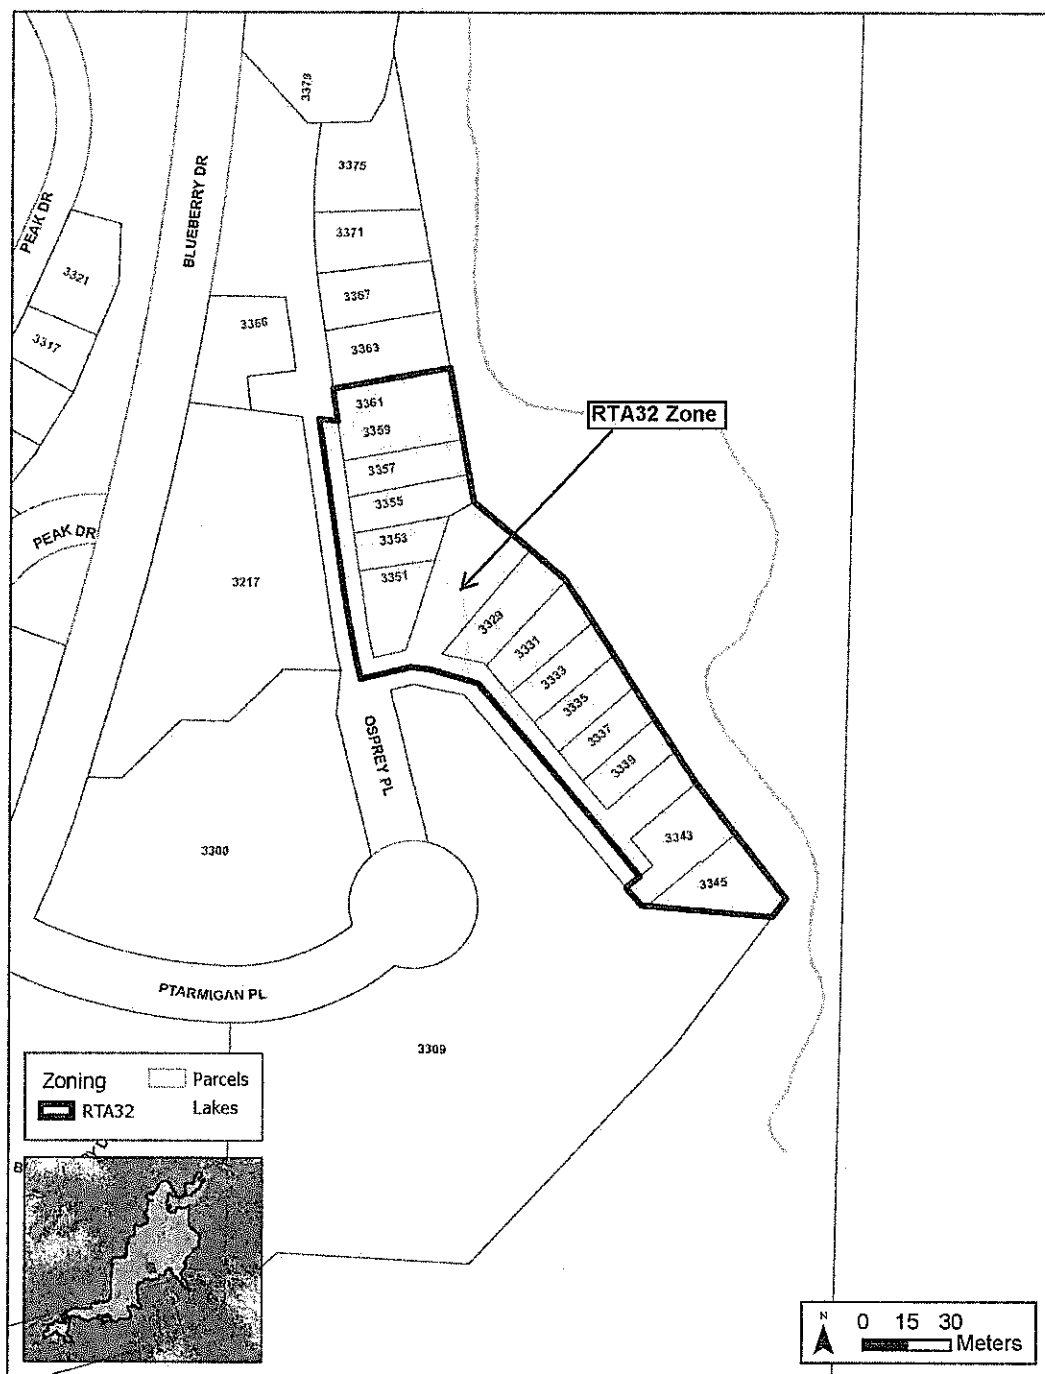 3379
3375
BLUEBERRY DR
PEAK DR
3371
3321
3367
3366
3317
3363
3361
RTA32 Zone
3359
3357
3355
PEAK DR
3353
3351
3217
3329
3331
3333
3335
3337
OSPREY PL
3339
3343
3300
3345
PTARMIGAN PL
3309
Zoning
Parcels
RTA32
Lakes
N
0 15 30
Meters